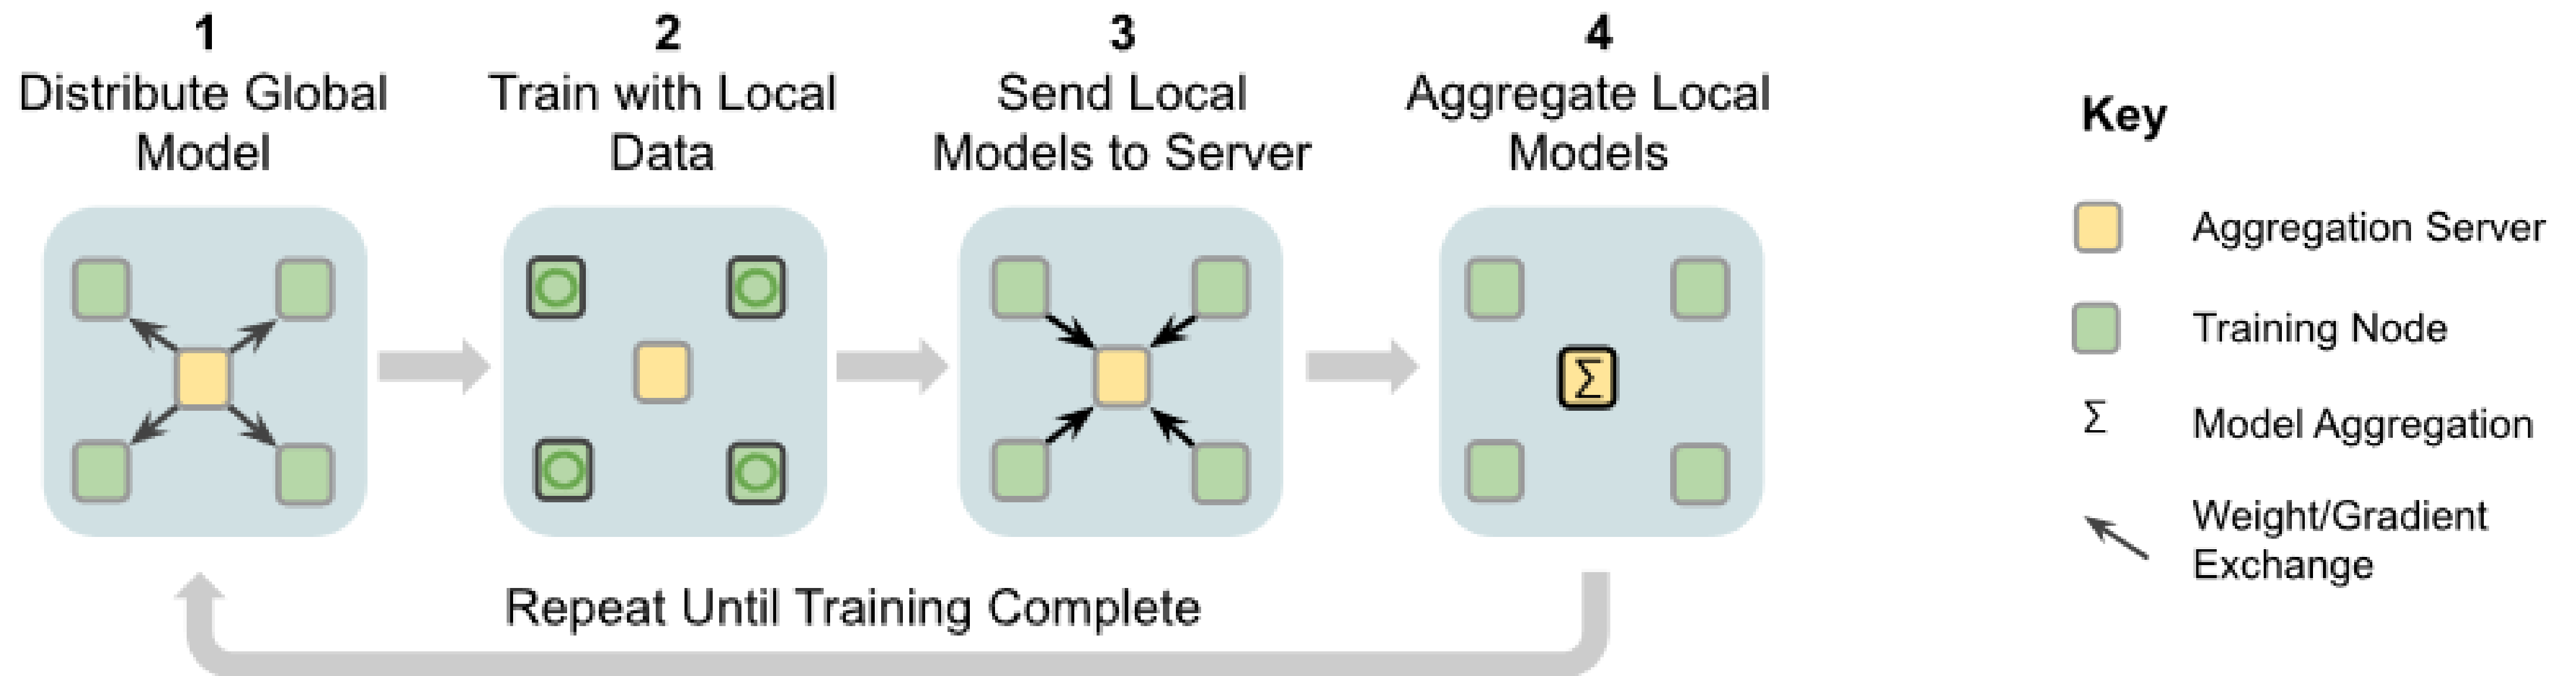 1
Distribute Global
Model
2
Train with Local
Data
3
Send Local
Models to Server
4
Aggregate Local
Models
Σ
Repeat Until Training Complete
Key
Aggregation Server
Training Node
Σ Model Aggregation
Weight/Gradient
Exchange